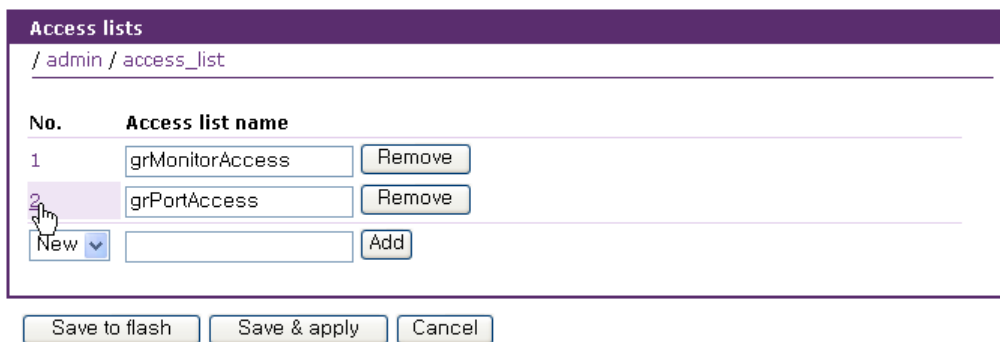 Access lists
/ admin / access_list
No. Access list name
1 grMonitorAccess Remove
2 grPortAccess Remove
New Add
Save to flash Save & apply Cancel